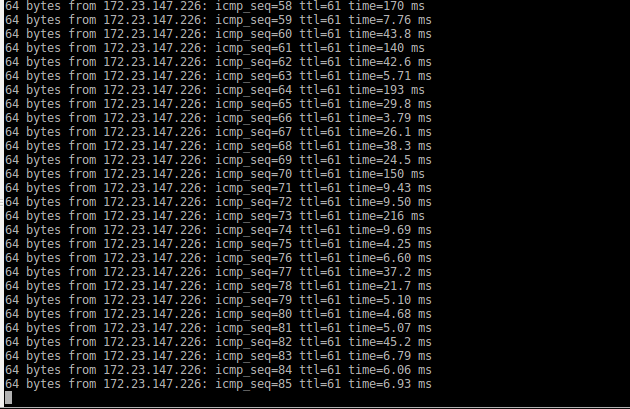 64 bytes from 172.23.147.226: icmp_seq=58 ttl=61 time=170 ms
64 bytes from 172.23.147.226: icmp_seq=59 ttl=61 time=7.76 ms
64 bytes from 172.23.147.226: icmp_seq=60 ttl=61 time=43.8 ms
64 bytes from 172.23.147.226: icmp_seq=61 ttl=61 time=140 ms
64 bytes from 172.23.147.226: icmp_seq=62 ttl=61 time=42.6 ms
64 bytes from 172.23.147.226: icmp_seq=63 ttl=61 time=5.71 ms
64 bytes from 172.23.147.226: icmp_seq=64 ttl=61 time=193 ms
64 bytes from 172.23.147.226: icmp_seq=65 ttl=61 time=29.8 ms
64 bytes from 172.23.147.226: icmp_seq=66 ttl=61 time=3.79 ms
64 bytes from 172.23.147.226: icmp_seq=67 ttl=61 time=26.1 ms
64 bytes from 172.23.147.226: icmp_seq=68 ttl=61 time=38.3 ms
64 bytes from 172.23.147.226: icmp_seq=69 ttl=61 time=24.5 ms
64 bytes from 172.23.147.226: icmp_seq=70 ttl=61 time=150 ms
64 bytes from 172.23.147.226: icmp_seq=71 ttl=61 time=9.43 ms
64 bytes from 172.23.147.226: icmp_seq=72 ttl=61 time=9.50 ms
64 bytes from 172.23.147.226: icmp_seq=73 ttl=61 time=216 ms
64 bytes from 172.23.147.226: icmp_seq=74 ttl=61 time=9.69 ms
64 bytes from 172.23.147.226: icmp_seq=75 ttl=61 time=4.25 ms
64 bytes from 172.23.147.226: icmp_seq=76 ttl=61 time=6.60 ms
64 bytes from 172.23.147.226: icmp_seq=77 ttl=61 time=37.2 ms
64 bytes from 172.23.147.226: icmp_seq=78 ttl=61 time=21.7 ms
64 bytes from 172.23.147.226: icmp_seq=79 ttl=61 time=5.10 ms
64 bytes from 172.23.147.226: icmp_seq=80 ttl=61 time=4.68 ms
64 bytes from 172.23.147.226: icmp_seq=81 ttl=61 time=5.07 ms
64 bytes from 172.23.147.226: icmp_seq=82 ttl=61 time=45.2 ms
64 bytes from 172.23.147.226: icmp_seq=83 ttl=61 time=6.79 ms
64 bytes from 172.23.147.226: icmp_seq=84 ttl=61 time=6.06 ms
64 bytes from 172.23.147.226: icmp_seq=85 ttl=61 time=6.93 ms